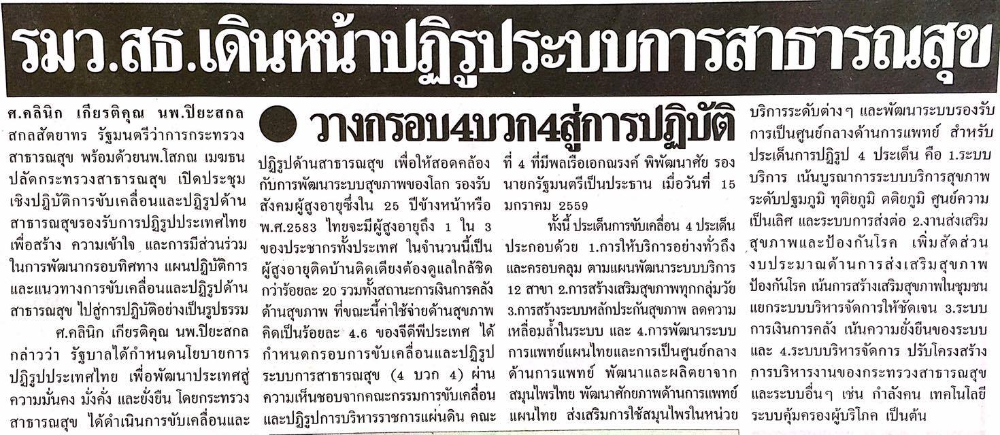 รมว.สธ.เดินหน้าปฏิรูประบบการสาธารณสุข
● วางกรอบ4บวก4สู่การปฏิบัติ
ศ.คลินิก เกียรติคุณ นพ.ปิยะสกล
สกลสัตยาทร รัฐมนตรีว่าการกระทรวง
สาธารณสุข พร้อมด้วยนพ.โสภณ เมฆธน
ปลัดกระทรวงสาธารณสุข เปิดประชุม
เชิงปฏิบัติการขับเคลื่อนและปฏิรูปด้าน
สาธารณสุขรองรับการปฏิรูปประเทศไทย
เพื่อสร้าง ความเข้าใจ และการมีส่วนร่วม
ในการพัฒนากรอบทิศทาง แผนปฏิบัติการ
และแนวทางการขับเคลื่อนและปฏิรูปด้าน
สาธารณสุข ไปสู่การปฏิบัติอย่างเป็นรูปธรรม
ศ.คลินิก เกียรติคุณ นพ.ปิยะสกล
กล่าวว่า รัฐบาลได้กำหนดนโยบายการ
ปฏิรูปประเทศไทย เพื่อพัฒนาประเทศสู่
ความมั่นคง มั่งคั่ง และยั่งยืน โดยกระทรวง
สาธารณสุข ได้ดำเนินการขับเคลื่อนและ
ปฏิรูปด้านสาธารณสุข เพื่อให้สอดคล้อง
กับการพัฒนาระบบสุขภาพของโลก รองรับ
สังคมผู้สูงอายุซึ่งใน 25 ปีข้างหน้าหรือ
พ.ศ.2583 ไทยจะมีผู้สูงอายุถึง 1 ใน 3
ของประชากรทั้งประเทศ ในจำนวนนี้เป็น
ผู้สูงอายุติดบ้านติดเตียงต้องดูแลใกล้ชิด
กว่าร้อยละ 20 รวมทั้งสถานะการเงินการคลัง
ด้านสุขภาพ ที่ขณะนี้ค่าใช้จ่ายด้านสุขภาพ
คิดเป็นร้อยละ 4.6 ของจีดีพีประเทศ ได้
กำหนดกรอบการขับเคลื่อนและปฏิรูป
ระบบการสาธารณสุข (4 บวก 4) ผ่าน
ความเห็นชอบจากคณะกรรมการขับเคลื่อน
และปฏิรูปการบริหารราชการแผ่นดิน คณะ
ที่ 4 ที่มีพลเรือเอกณรงค์ พิพัฒนาศัย รอง
นายกรัฐมนตรีเป็นประธาน เมื่อวันที่ 15
มกราคม 2559
ทั้งนี้ ประเด็นการขับเคลื่อน 4 ประเด็น
ประกอบด้วย 1.การให้บริการอย่างทั่วถึง
และครอบคลุม ตามแผนพัฒนาระบบบริการ
12 สาขา 2.การสร้างเสริมสุขภาพทุกกลุ่มวัย
3.การสร้างระบบหลักประกันสุขภาพ ลดความ
เหลื่อมล้ำในระบบ และ 4.การพัฒนาระบบ
การแพทย์แผนไทยและการเป็นศูนย์กลาง
ด้านการแพทย์ พัฒนาและผลิตยาจาก
สมุนไพรไทย พัฒนาศักยภาพด้านการแพทย์
แผนไทย ส่งเสริมการใช้สมุนไพรในหน่วย
บริการระดับต่างๆ และพัฒนาระบบรองรับ
การเป็นศูนย์กลางด้านการแพทย์ สำหรับ
ประเด็นการปฏิรูป 4 ประเด็น คือ 1.ระบบ
บริการ เน้นบูรณาการระบบบริการสุขภาพ
ระดับปฐมภูมิ ทุติยภูมิ ตติยภูมิ ศูนย์ความ
เป็นเลิศ และระบบการส่งต่อ 2.งานส่งเสริม
สุขภาพและป้องกันโรค เพิ่มสัดส่วน
งบประมาณด้านการส่งเสริมสุขภาพ
ป้องกันโรค เน้นการสร้างเสริมสุขภาพในชุมชน
แยกระบบบริหารจัดการให้ชัดเจน 3.ระบบ
การเงินการคลัง เน้นความยั่งยืนของระบบ
และ 4.ระบบบริหารจัดการ ปรับโครงสร้าง
การบริหารงานของกระทรวงสาธารณสุข
และระบบอื่นๆ เช่น กำลังคน เทคโนโลยี
ระบบคุ้มครองผู้บริโภค เป็นต้น